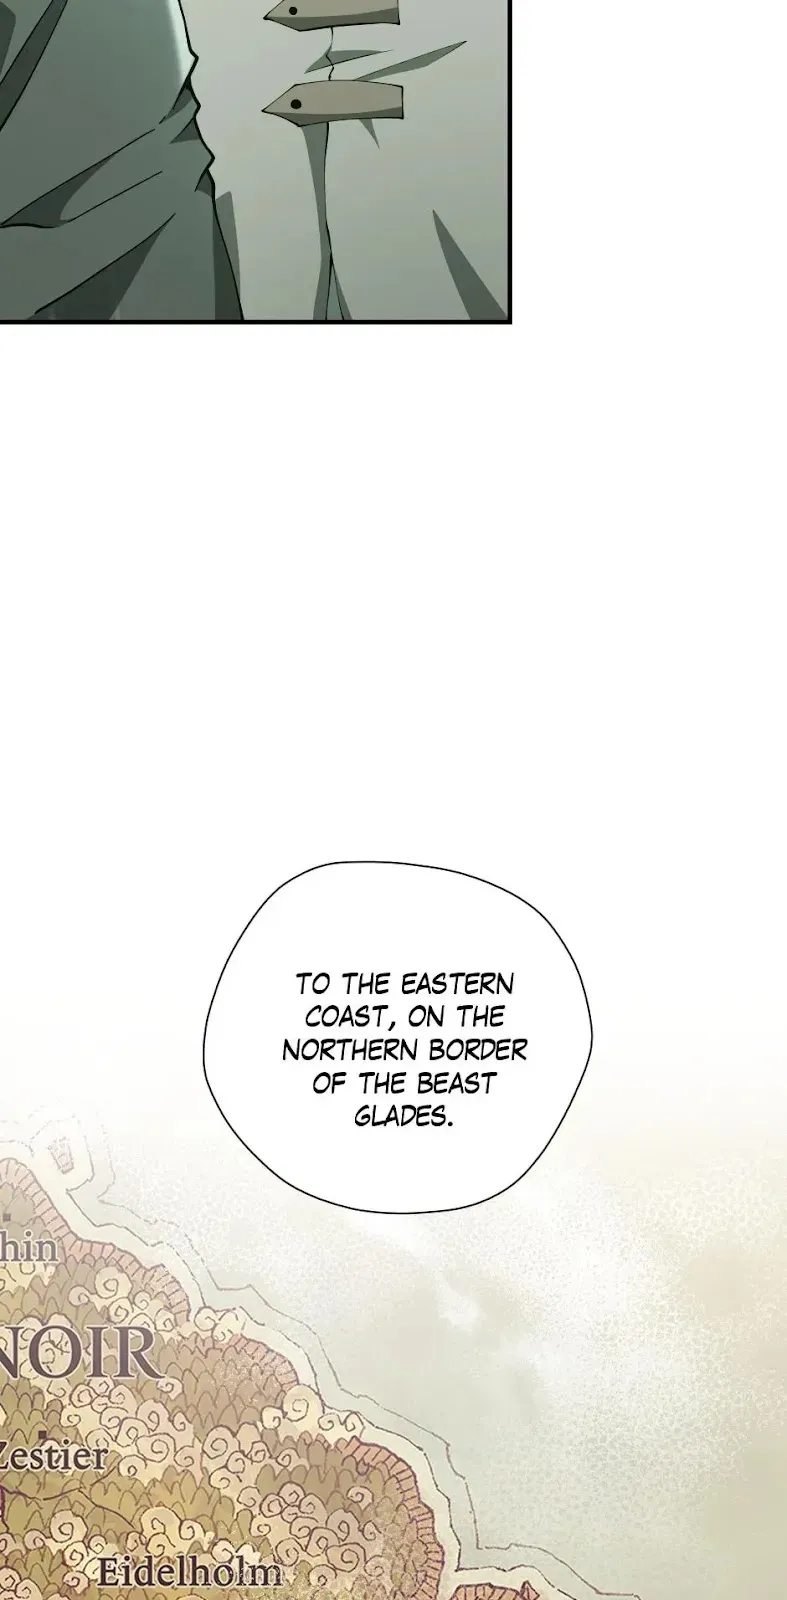 TO THE EASTERN
COAST, ON THE
NORTHERN BORDER
OF THE BEAST
GLADES.
hin
NOIR
Zestier
Eidelholm